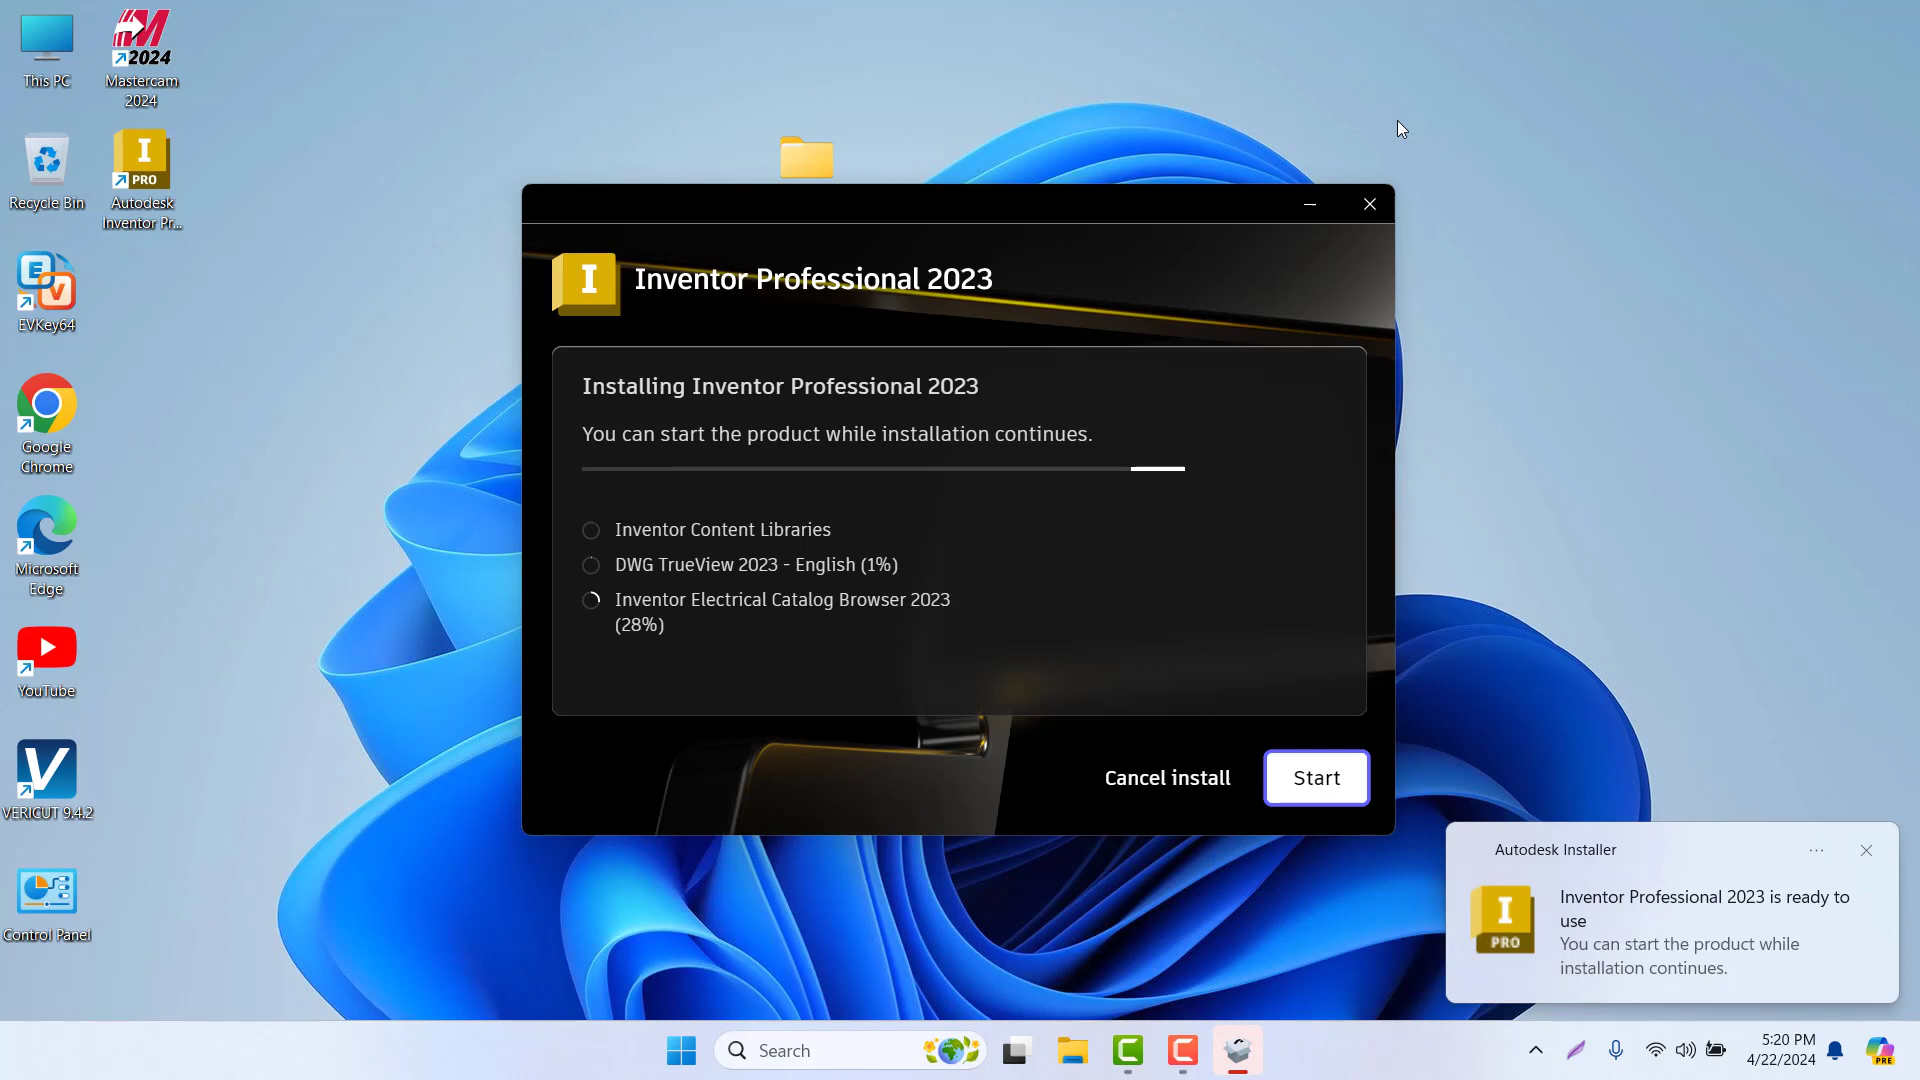 This PC
2024
Mastercam
2024
Recycle Bin
I
PRO
Autodesk
Inventor Pr...
E
V
EVKey64
Google
Chrome
Microsoft
Edge
YouTube
V
VERICUT 9.4.2
Control Panel
I
Inventor Professional 2023
Installing Inventor Professional 2023
You can start the product while installation continues.
Inventor Content Libraries
DWG TrueView 2023 - English (1%)
Inventor Electrical Catalog Browser 2023
(28%)
Cancel install
Start
Autodesk Installer
I
PRO
Inventor Professional 2023 is ready to
use
You can start the product while
installation continues.
Search
5:20 PM
4/22/2024
PRE